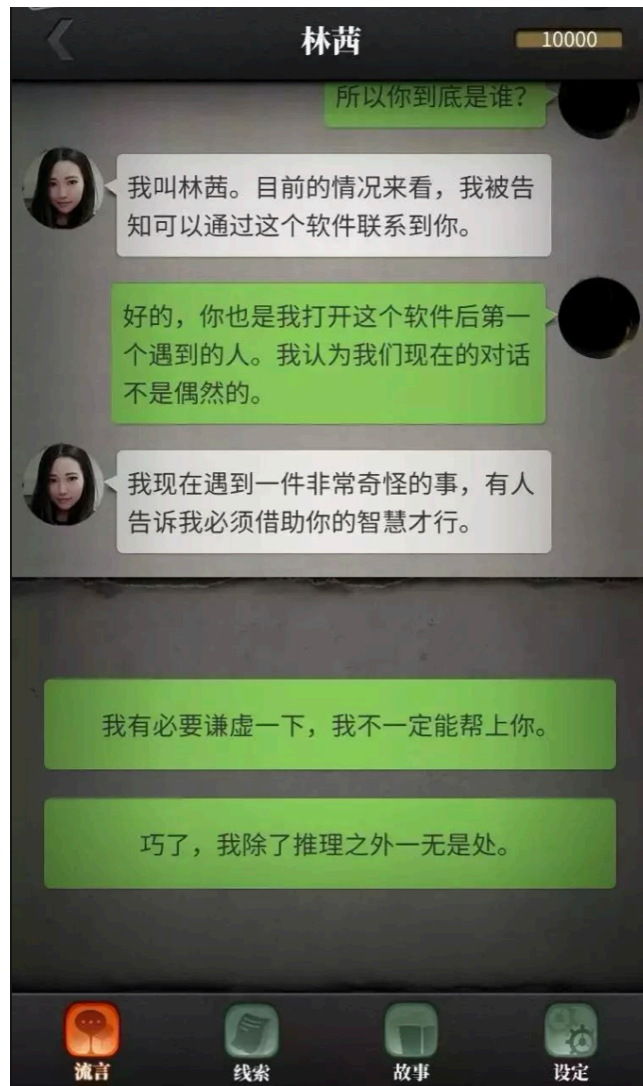 林茜
10000
所以你到底是谁?
我叫林茜。目前的情况来看，我被告
知可以通过这个软件联系到你。
好的，你也是我打开这个软件后第一
个遇到的人。我认为我们现在的对话
不是偶然的。
我现在遇到一件非常奇怪的事，有人
告诉我必须借助你的智慧才行。
我有必要谦虚一下，我不一定能帮上你。
巧了，我除了推理之外一无是处。
流言
线索
故事
设定